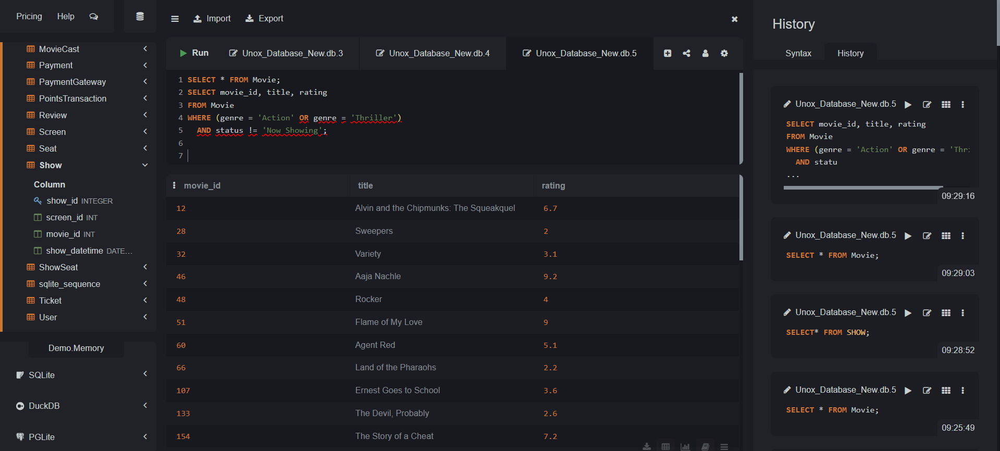 Pricing Help
Import Export
History
MovieCast
Payment
PaymentGateway
PointsTransaction
Review
Screen
Seat
Show
Column
show_id INTEGER
screen_id INT
movie_id INT
show_datetime DATE...
ShowSeat
sqlite_sequence
Ticket
User
Demo.Memory
SQLite
DuckDB
PGLite
Run Unox_Database_New.db.3 Unox_Database_New.db.4 Unox_Database_New.db.5
1 SELECT * FROM Movie;
2 SELECT movie_id, title, rating
3 FROM Movie
4 WHERE (genre = 'Action' OR genre = 'Thriller')
5 AND status != 'Now Showing';
6
7
movie_id title rating
12 Alvin and the Chipmunks: The Squeakquel 6.7
28 Sweepers 2
32 Variety 3.1
46 Aaja Nachle 9.2
48 Rocker 4
51 Flame of My Love 9
60 Agent Red 5.1
66 Land of the Pharaohs 2.2
107 Ernest Goes to School 3.6
133 The Devil, Probably 2.6
154 The Story of a Cheat 7.2
Syntax History
Unox_Database_New.db.5
SELECT movie_id, title, rating
FROM Movie
WHERE (genre = 'Action' OR genre = 'Thr
AND statu
...
09:29:16
Unox_Database_New.db.5
SELECT * FROM Movie;
09:29:03
Unox_Database_New.db.5
SELECT* FROM SHOW;
09:28:52
Unox_Database_New.db.5
SELECT * FROM Movie;
09:25:49